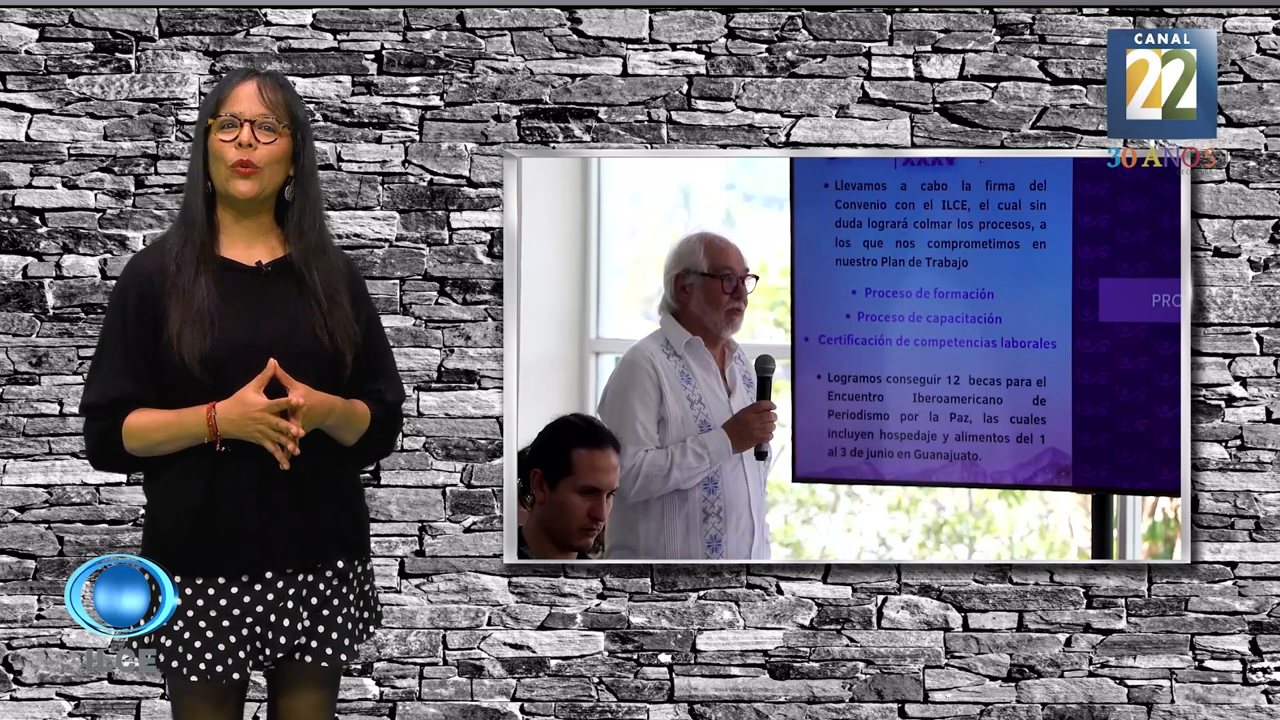 CANAL
22
30 AÑOS
XXXV
• Llevamos a cabo la firma del
Convenio con el ILCE, el cual sin
duda logrará colmar los procesos, a
los que nos comprometimos en
nuestro Plan de Trabajo
• Proceso de formación
• Proceso de capacitación
• Certificación de competencias laborales
• Logramos conseguir 12 becas para el
Encuentro Iberoamericano de
Periodismo por la Paz, las cuales
incluyen hospedaje y alimentos del 1
al 3 de junio en Guanajuato.
PRO
ILCE